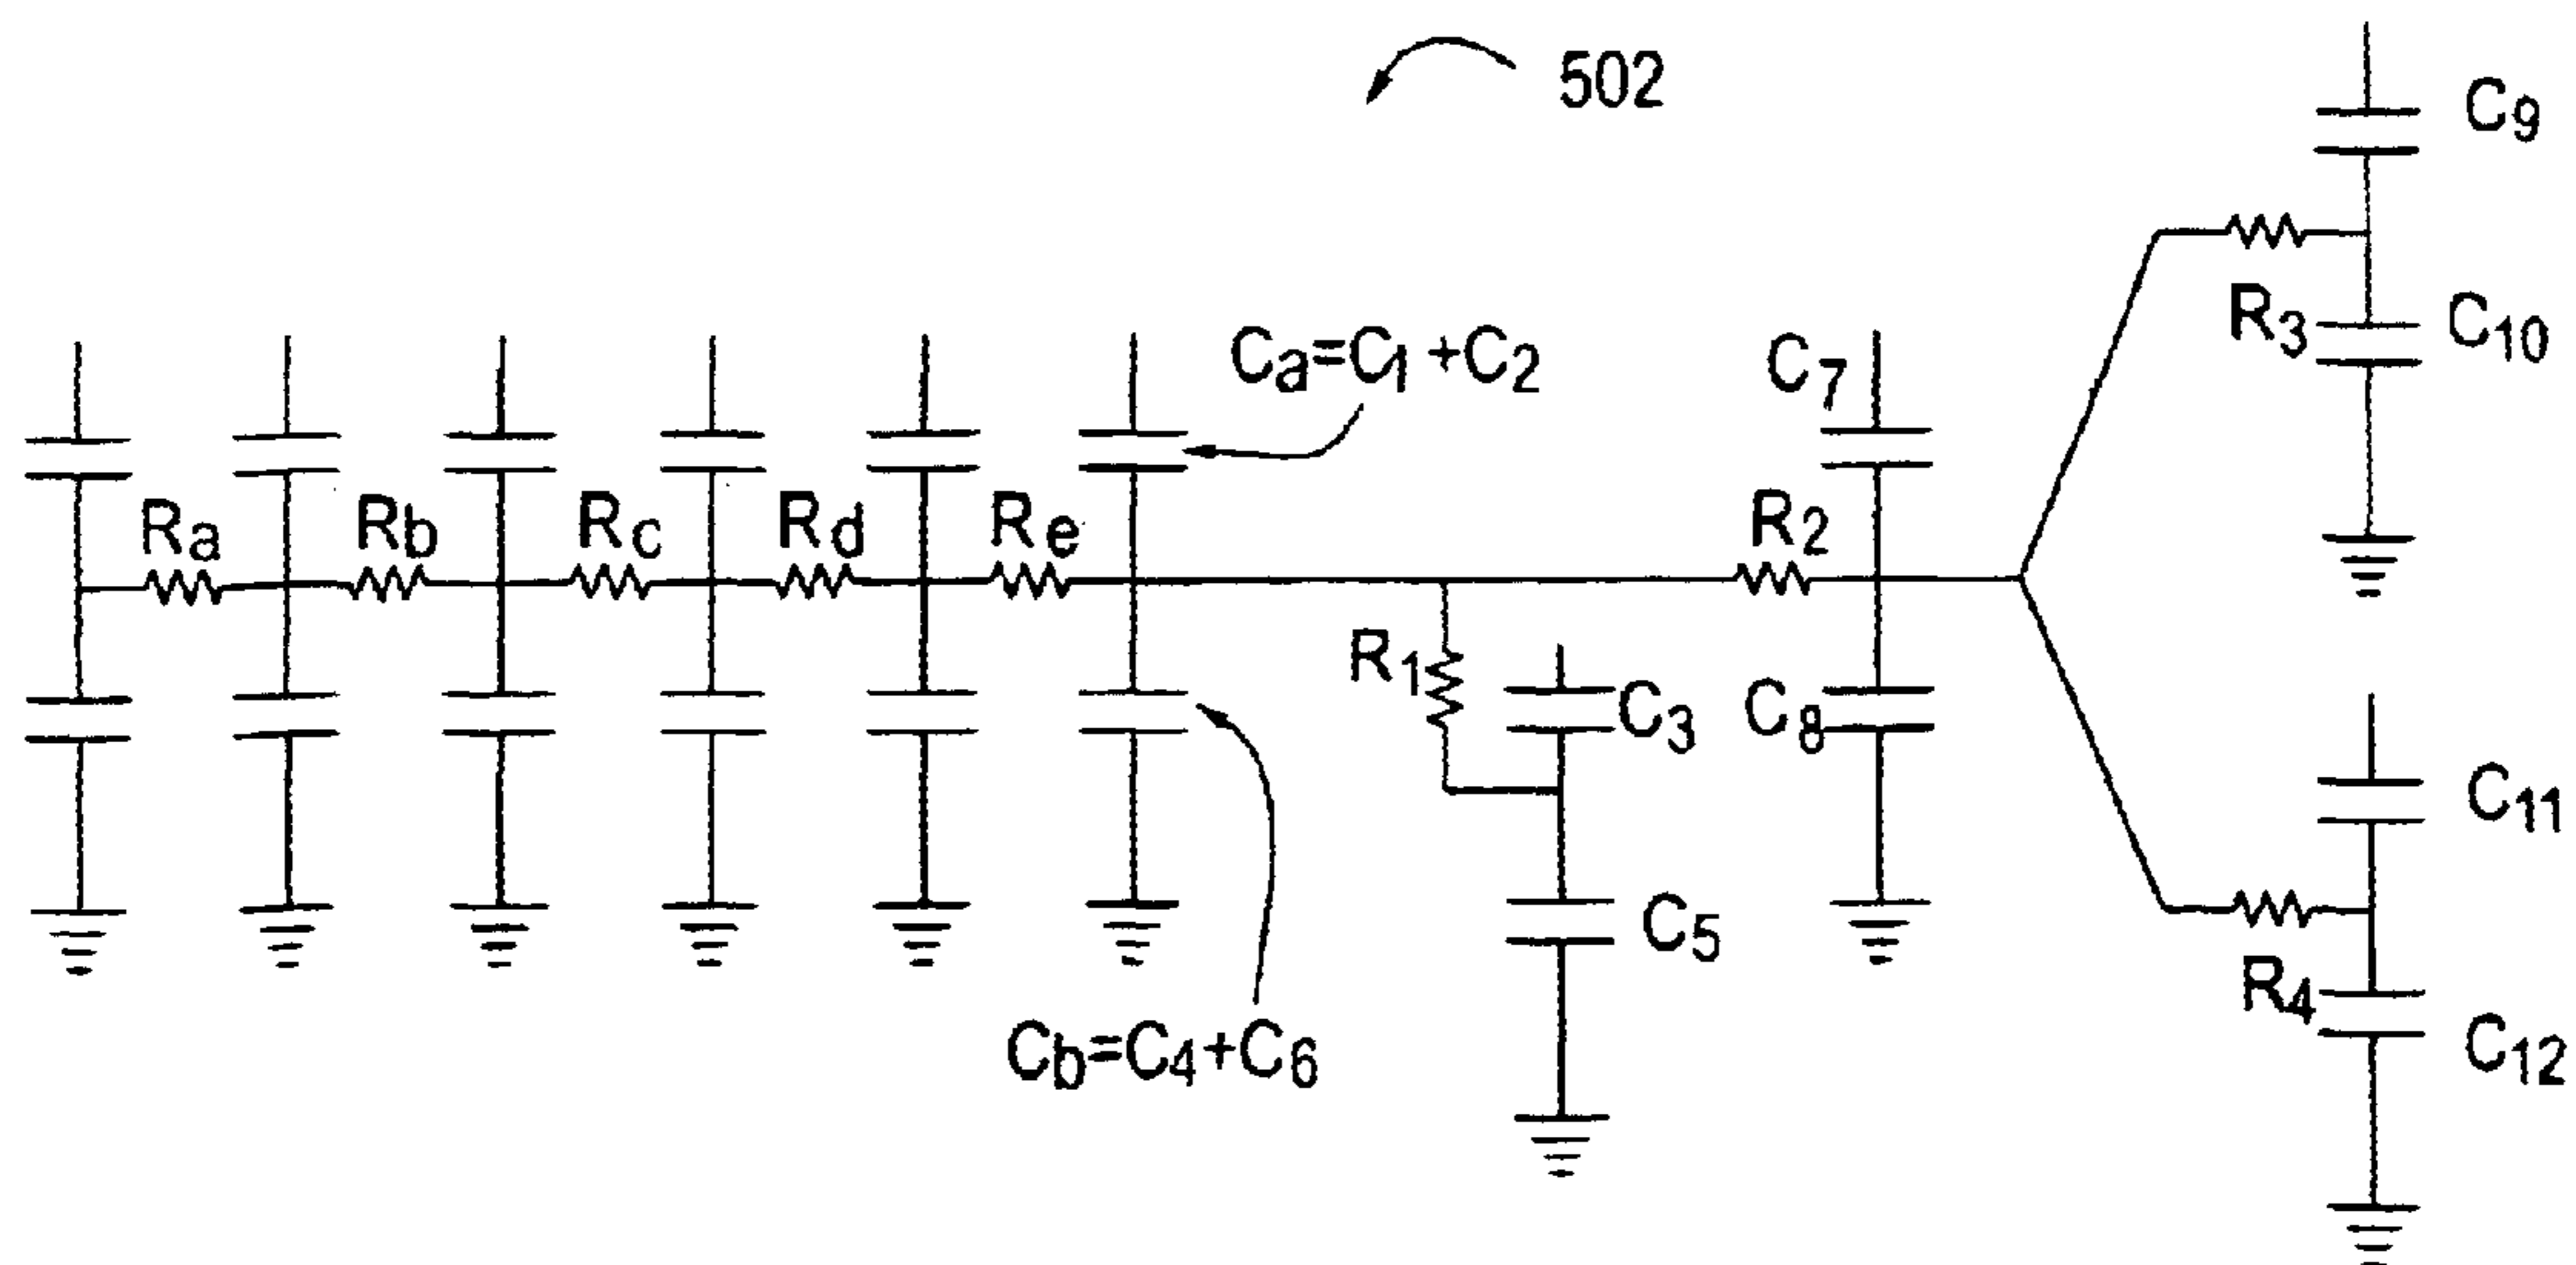 502
C9
R3
C10
Ca=C1+C2
C7
Ra
Rb
Rc
Rd
Re
R2
R1
C3
C8
C5
C11
R4
C12
Cb=C4+C6